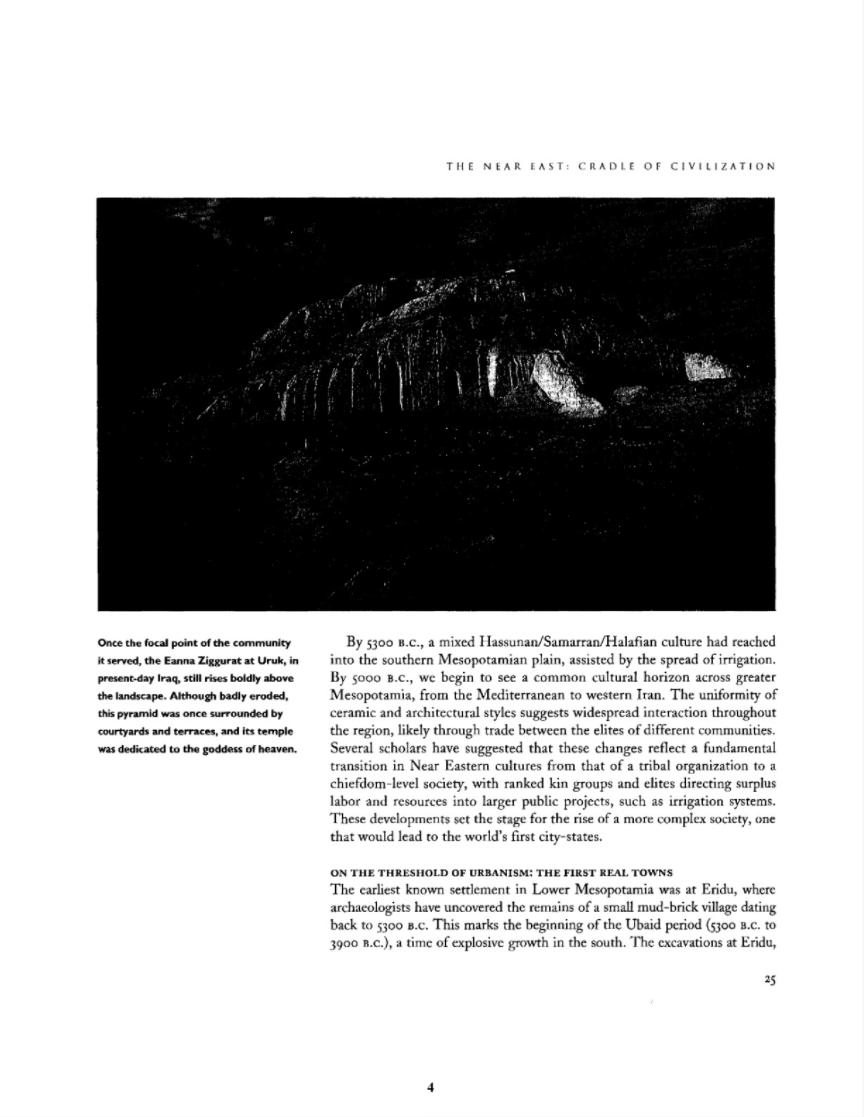 THE NEAR EAST: CRADLE OF CIVILIZATION
Once the focal point of the community
it served, the Eanna Ziggurat at Uruk, in
present-day Iraq, still rises boldly above
the landscape. Although badly eroded,
this pyramid was once surrounded by
courtyards and terraces, and its temple
was dedicated to the goddess of heaven.
By 5300 B.C., a mixed Hassunan/Samarran/Halafian culture had reached
into the southern Mesopotamian plain, assisted by the spread of irrigation.
By 5000 B.C., we begin to see a common cultural horizon across greater
Mesopotamia, from the Mediterranean to western Iran. The uniformity of
ceramic and architectural styles suggests widespread interaction throughout
the region, likely through trade between the elites of different communities.
Several scholars have suggested that these changes reflect a fundamental
transition in Near Eastern cultures from that of a tribal organization to a
chiefdom-level society, with ranked kin groups and elites directing surplus
labor and resources into larger public projects, such as irrigation systems.
These developments set the stage for the rise of a more complex society, one
that would lead to the world's first city-states.
ON THE THRESHOLD OF URBANISM: THE FIRST REAL TOWNS
The earliest known settlement in Lower Mesopotamia was at Eridu, where
archaeologists have uncovered the remains of a small mud-brick village dating
back to 5300 B.C. This marks the beginning of the Ubaid period (5300 B.C. to
3900 B.C.), a time of explosive growth in the south. The excavations at Eridu,
25
4